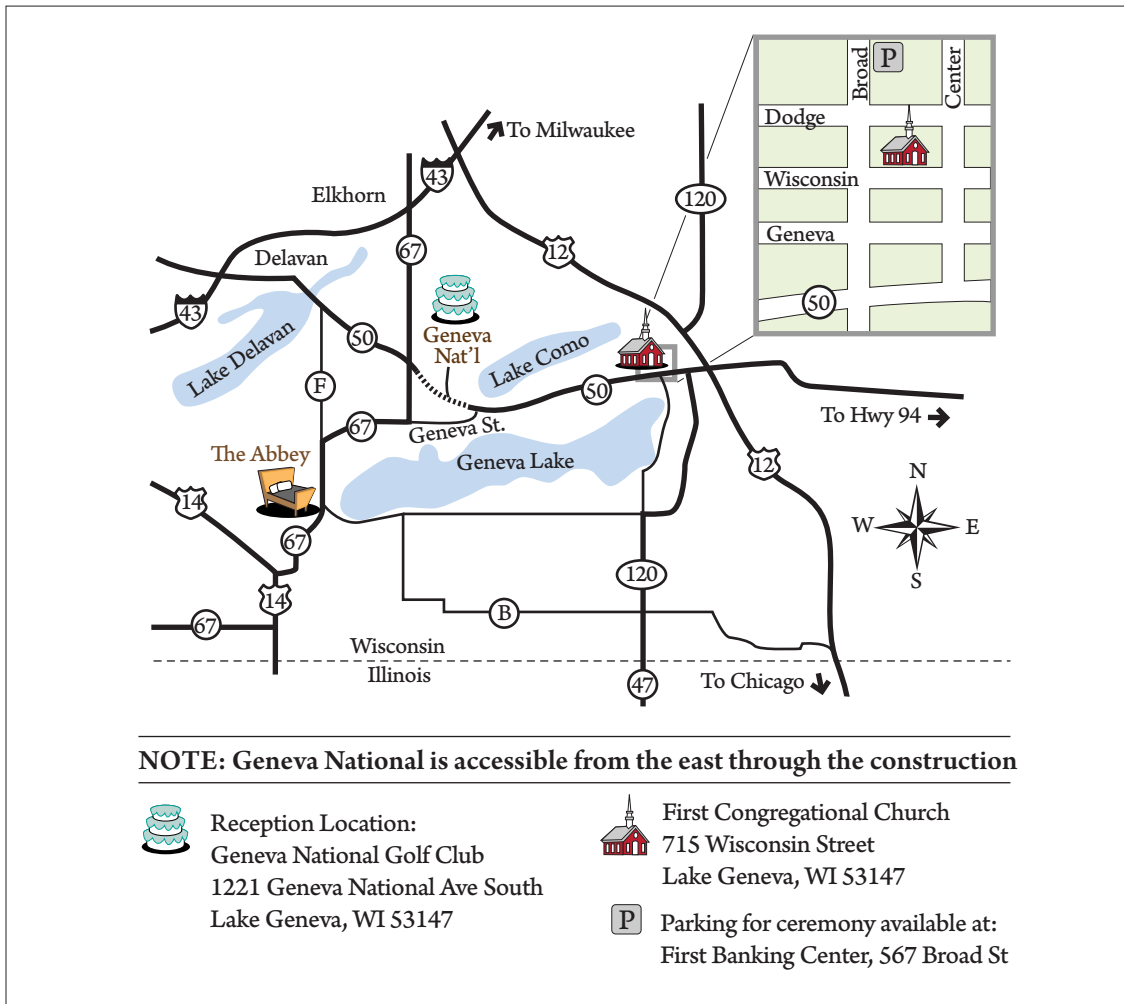 P
Broad
Center
Dodge
Wisconsin
Geneva
50
To Milwaukee
43
Elkhorn
120
67
12
Delavan
43
Geneva
Nat'l
50
Lake Delavan
Lake Como
F
50
To Hwy 94
67
Geneva St.
The Abbey
Geneva Lake
12
14
N
W E
S
67
120
14
B
67
Wisconsin
Illinois
To Chicago
47
NOTE: Geneva National is accessible from the east through the construction
Reception Location:
Geneva National Golf Club
1221 Geneva National Ave South
Lake Geneva, WI 53147
First Congregational Church
715 Wisconsin Street
Lake Geneva, WI 53147
P
Parking for ceremony available at:
First Banking Center, 567 Broad St